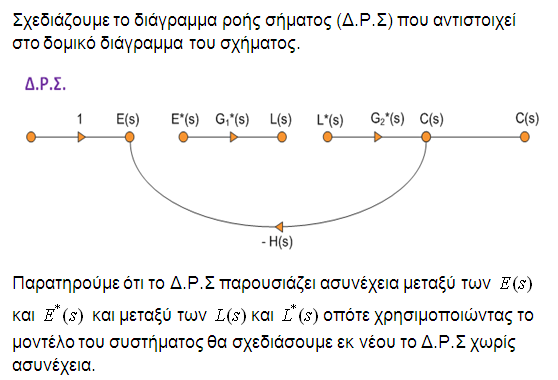 Σχεδιάζουμε το διάγραμμα ροής σήματος (Δ.Ρ.Σ) που αντιστοιχεί
στο δομικό διάγραμμα του σχήματος.
Δ.Ρ.Σ.
1 E(s) E*(s) G₁*(s) L(s) L*(s) G₂*(s) C(s) C(s)
- H(s)
Παρατηρούμε ότι το Δ.Ρ.Σ παρουσιάζει ασυνέχεια μεταξύ των E(s)
και E*(s) και μεταξύ των L(s) και L*(s) οπότε χρησιμοποιώντας το
μοντέλο του συστήματος θα σχεδιάσουμε εκ νέου το Δ.Ρ.Σ χωρίς
ασυνέχεια.